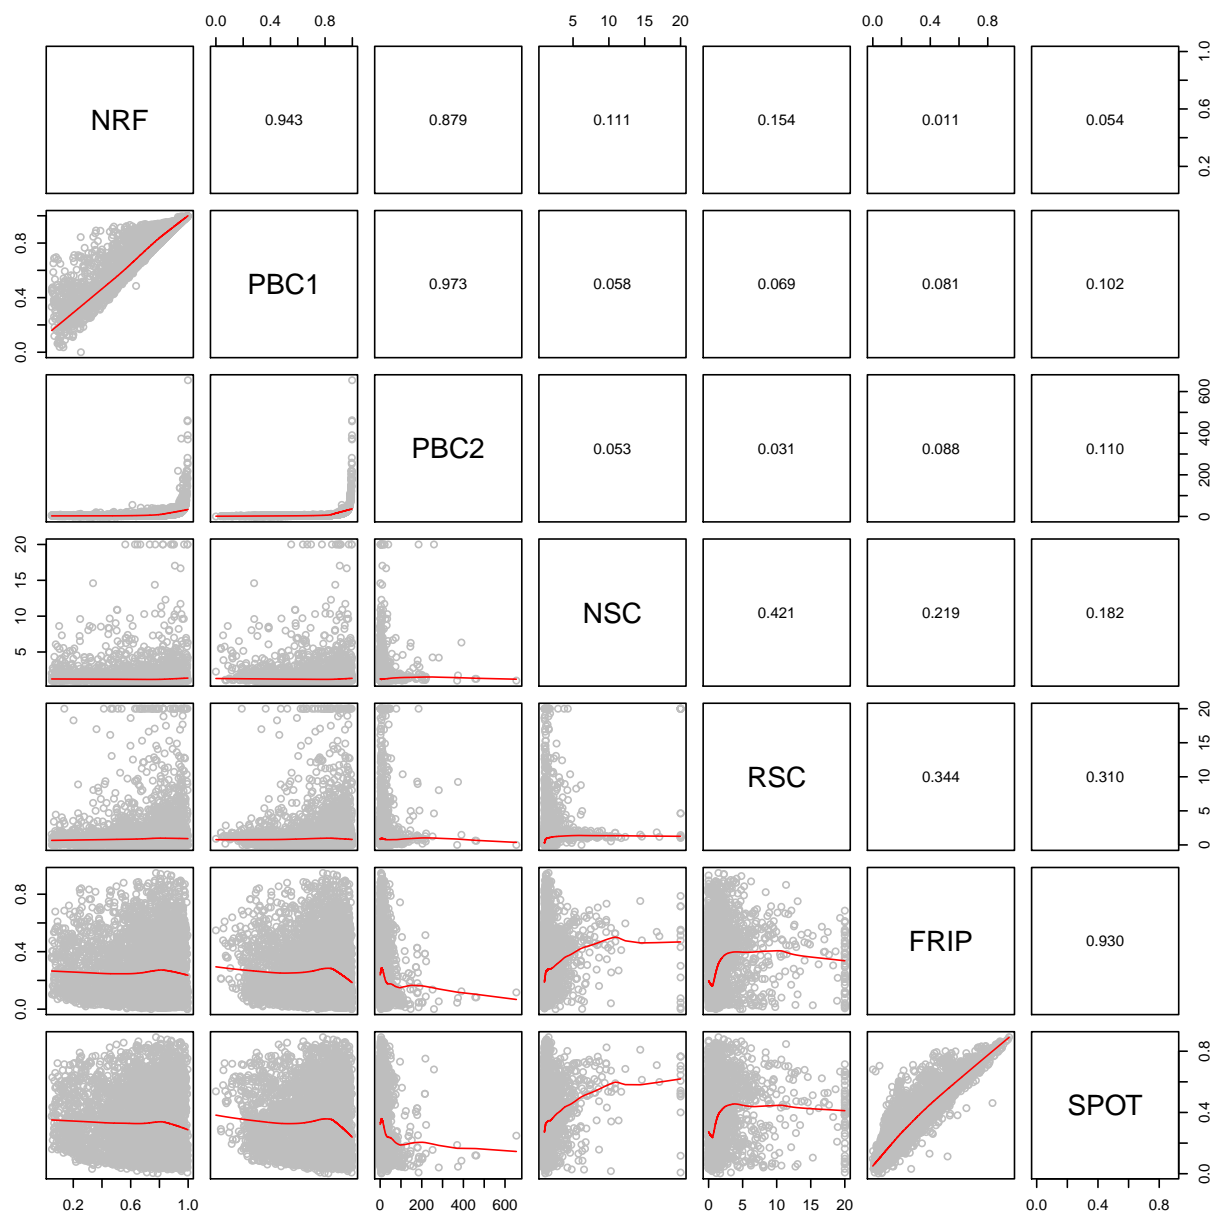 0.0 0.4 0.8
5 10 15 20
0.0 0.4 0.8
NRF 0.943 0.879 0.111 0.154 0.011 0.054
0.2 0.6 1.0
0.0 0.4 0.8
PBC1 0.973 0.058 0.069 0.081 0.102
PBC2 0.053 0.031 0.088 0.110
0 200 400 600
5 10 15 20
NSC 0.421 0.219 0.182
RSC 0.344 0.310
0 5 10 15 20
0.0 0.4 0.8
FRIP 0.930
SPOT
0.0 0.4 0.8
0.2 0.6 1.0
0 200 400 600
0 5 10 15 20
0.0 0.4 0.8